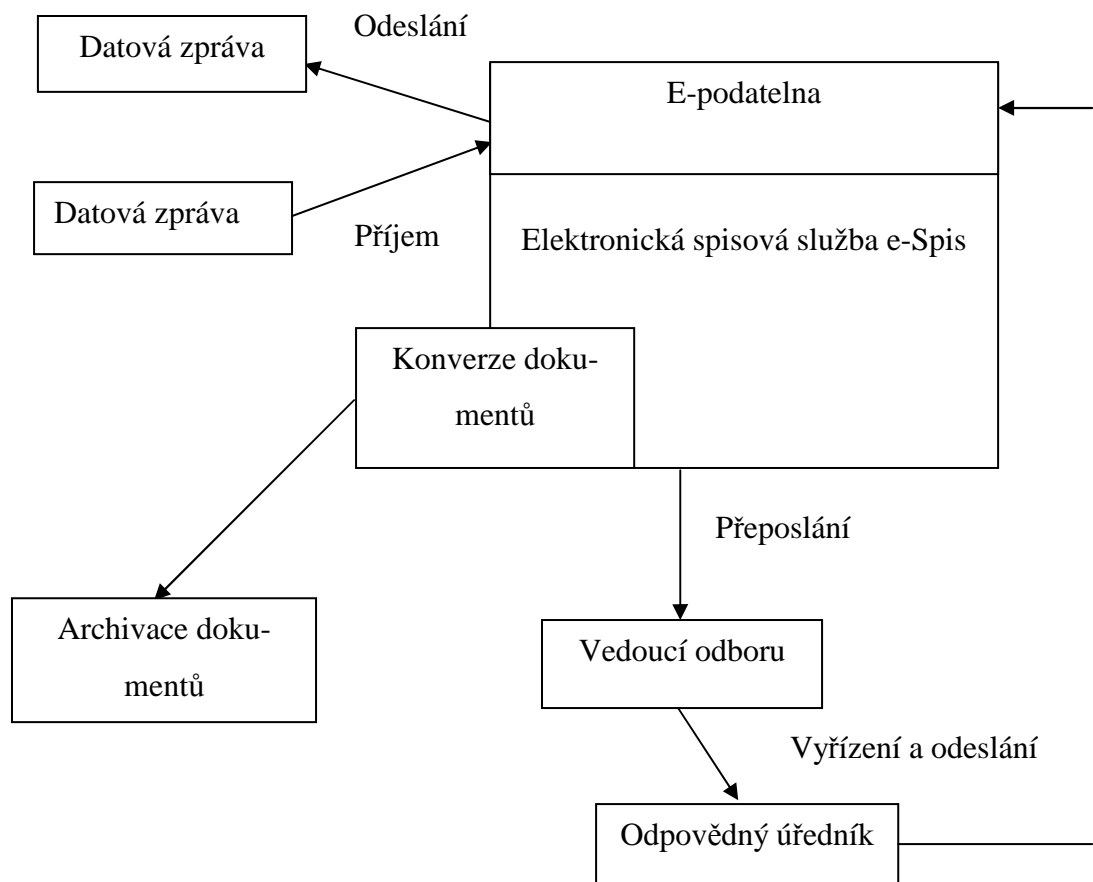 Odeslání
Datová zpráva
E-podatelna
Datová zpráva
Příjem
Elektronická spisová služba e-Spis
Konverze doku-
mentů
Přeposlání
Archivace doku-
mentů
Vedoucí odboru
Vyřízení a odeslání
Odpovědný úředník